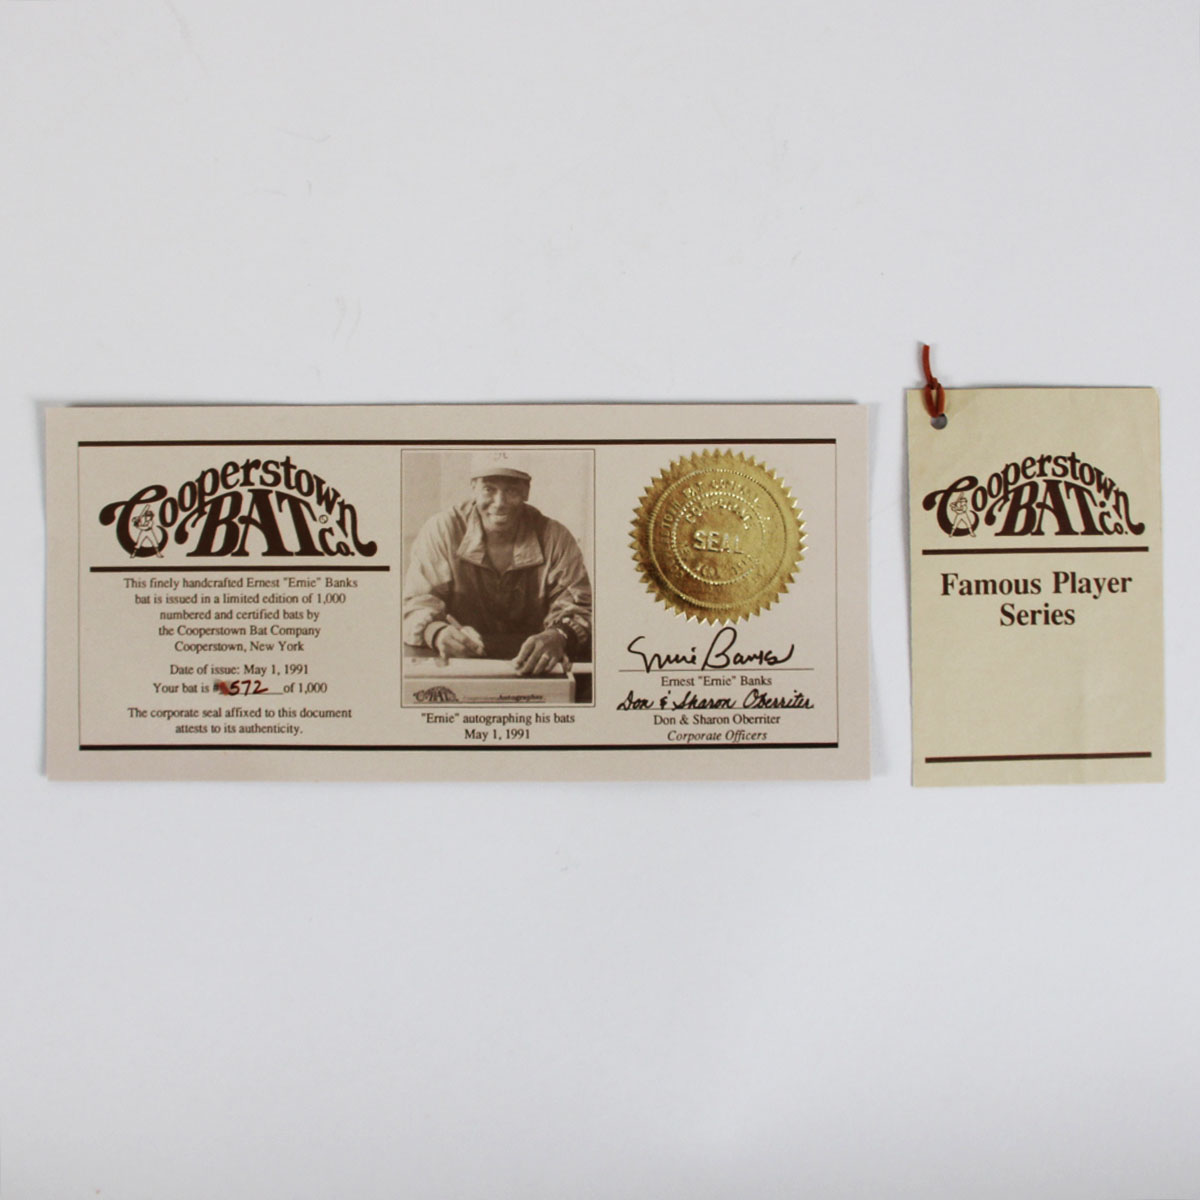 Cooperstown
BAT Co.
This finely handcrafted Ernest "Ernie" Banks
bat is issued in a limited edition of 1,000
numbered and certified bats by
the Cooperstown Bat Company
Cooperstown, New York
Date of issue: May 1, 1991
Your bat is # 572 of 1,000
The corporate seal affixed to this document
attests to its authenticity.
BAT Co.
Autographing
"Ernie" autographing his bats
May 1, 1991
SEAL
Ernie Banks
Ernest "Ernie" Banks
Don & Sharon Oberriter
Don & Sharon Oberriter
Corporate Officers
Cooperstown
BAT Co.
Famous Player
Series